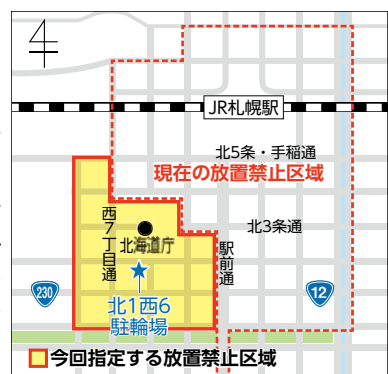 JR札幌駅
北5条・手稲通
現在の放置禁止区域
西7丁目通
北海道庁
北3条通
駅前通
230
北1西6
駐輪場
12
今回指定する放置禁止区域